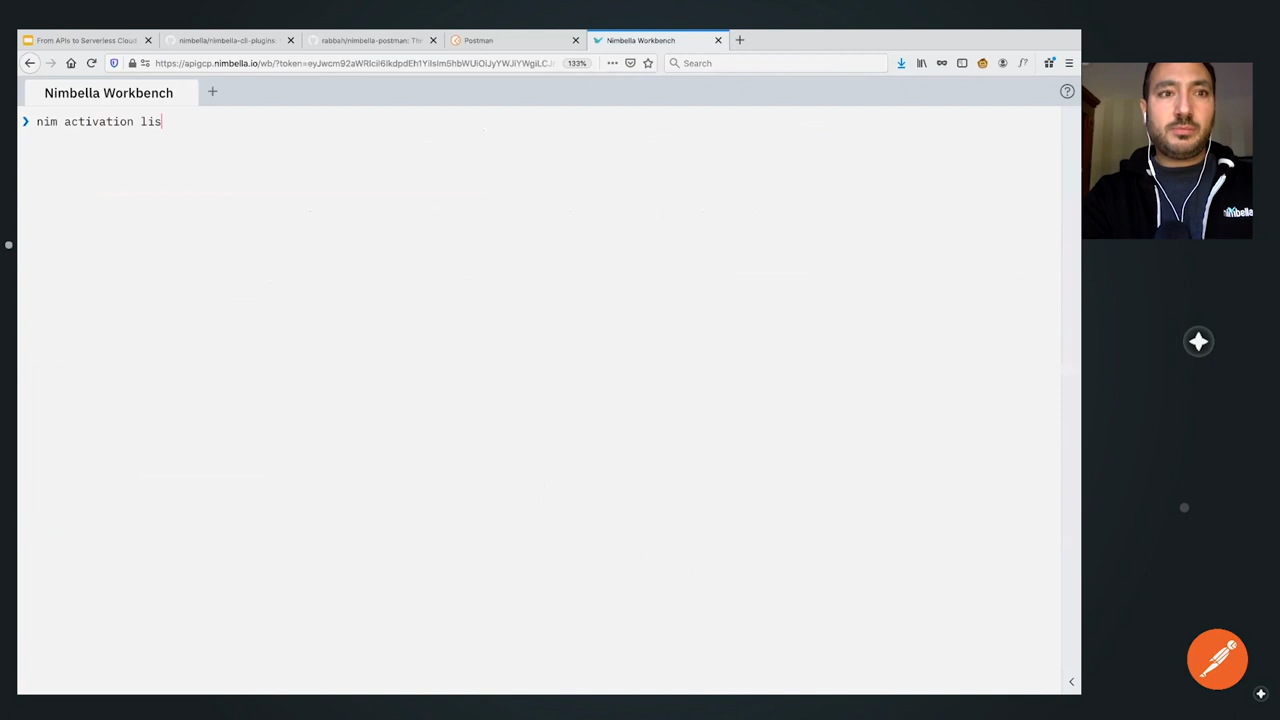 From APIs to Serverless Cloud
nimbella/nimbella-cli-plugins:
rabbah/nimbella-postman: The
Postman
Nimbella Workbench
133%
Search
Nimbella Workbench
nim activation lis
nimbella